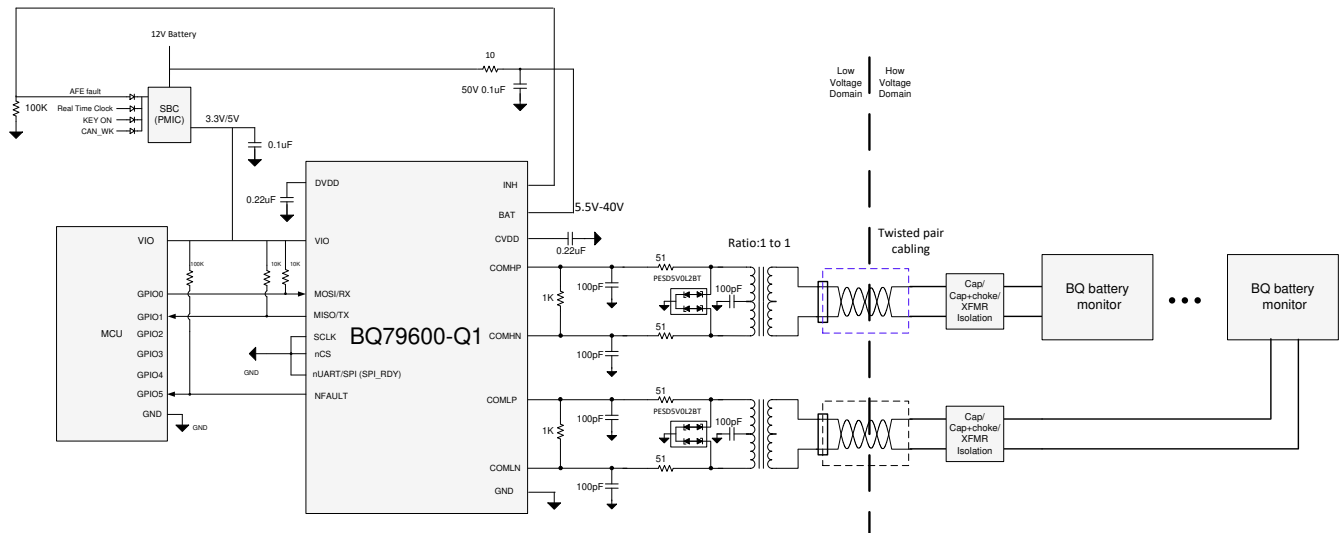 12V Battery
10
50V 0.1uF
AFE fault
100K
Real Time Clock
KEY ON
CAN_WK
SBC
(PMIC)
3.3V/5V
0.1uF
Low
Voltage
Domain
How
Voltage
Domain
DVDD
0.22uF
INH
BAT
5.5V-40V
CVDD
0.22uF
Ratio:1 to 1
Twisted pair
cabling
VIO
VIO
100K
10K
10K
GPIO0
MOSI/RX
GPIO1
MISO/TX
MCU
GPIO2
SCLK
GPIO3
nCS
GND
GPIO4
nUART/SPI (SPI_RDY)
GPIO5
NFAULT
GND
GND
BQ79600-Q1
COMHP
1K
100pF
51
PESD5V0L2BT
100pF
COMHN
100pF
51
Cap/
Cap+choke/
XFMR
Isolation
BQ battery
monitor
BQ battery
monitor
COMLP
1K
100pF
51
PESD5V0L2BT
100pF
COMLN
100pF
51
GND
Cap/
Cap+choke/
XFMR
Isolation